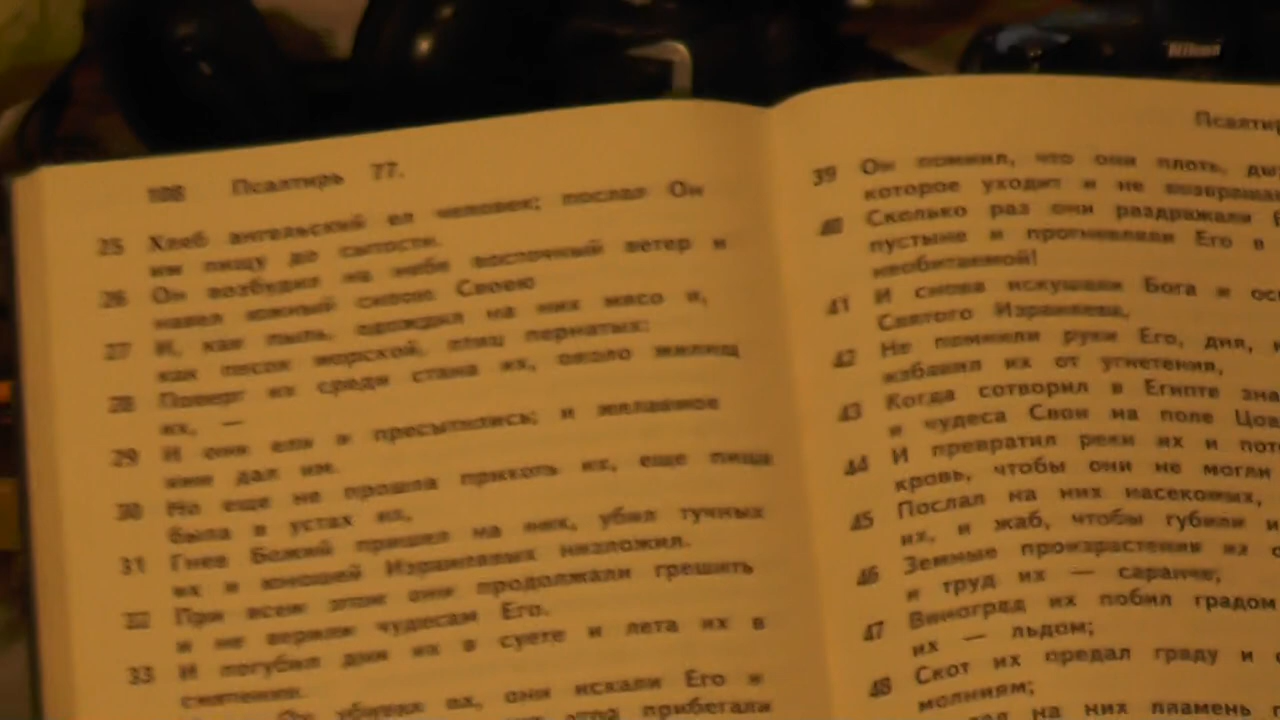 Nikon
108 Псалтирь 77.
25 Хлеб ангельский ел человек; послал Он
им пищу до сытости.
26 Он возбудил на небе восточный ветер и
навел южный силою Своею
27 И, как пыль, одождил на них мясо и,
как песок морской, птиц пернатых:
28 Поверг их среди стана их, около жилищ
их, —
29 И они ели и пресытились; и желаемое
ими дал им.
30 Но еще не прошла прихоть их, еще пища
была в устах их,
31 Гнев Божий пришел на них, убил тучных
их и юношей Израилевых низложил.
32 При всем этом они продолжали грешить
и не верили чудесам Его.
33 И погубил дни их в суете и лета их в
смятении.
Он убивал их, они искали Его и
прибегали
Псалтир
39 Он помнил, что они плоть,
которое уходит и не
40 Сколько раз они раздражали
пустыне и прогневляли Его в
необитаемой!
41 И снова искушали Бога и
Святого Израилева,
42 Не помнили руки Его, дня,
избавил их от угнетения,
43 Когда сотворил в Египте
и чудеса Свои на поле
44 И превратил реки их и
кровь, чтобы они не могли
45 Послал на них насекомых,
их, и жаб, чтобы губили
46 Земные произрастения их
и труд их — саранче;
47 Виноград их побил градом
их — льдом;
48 Скот их предал граду и
молниям;
на них пламень